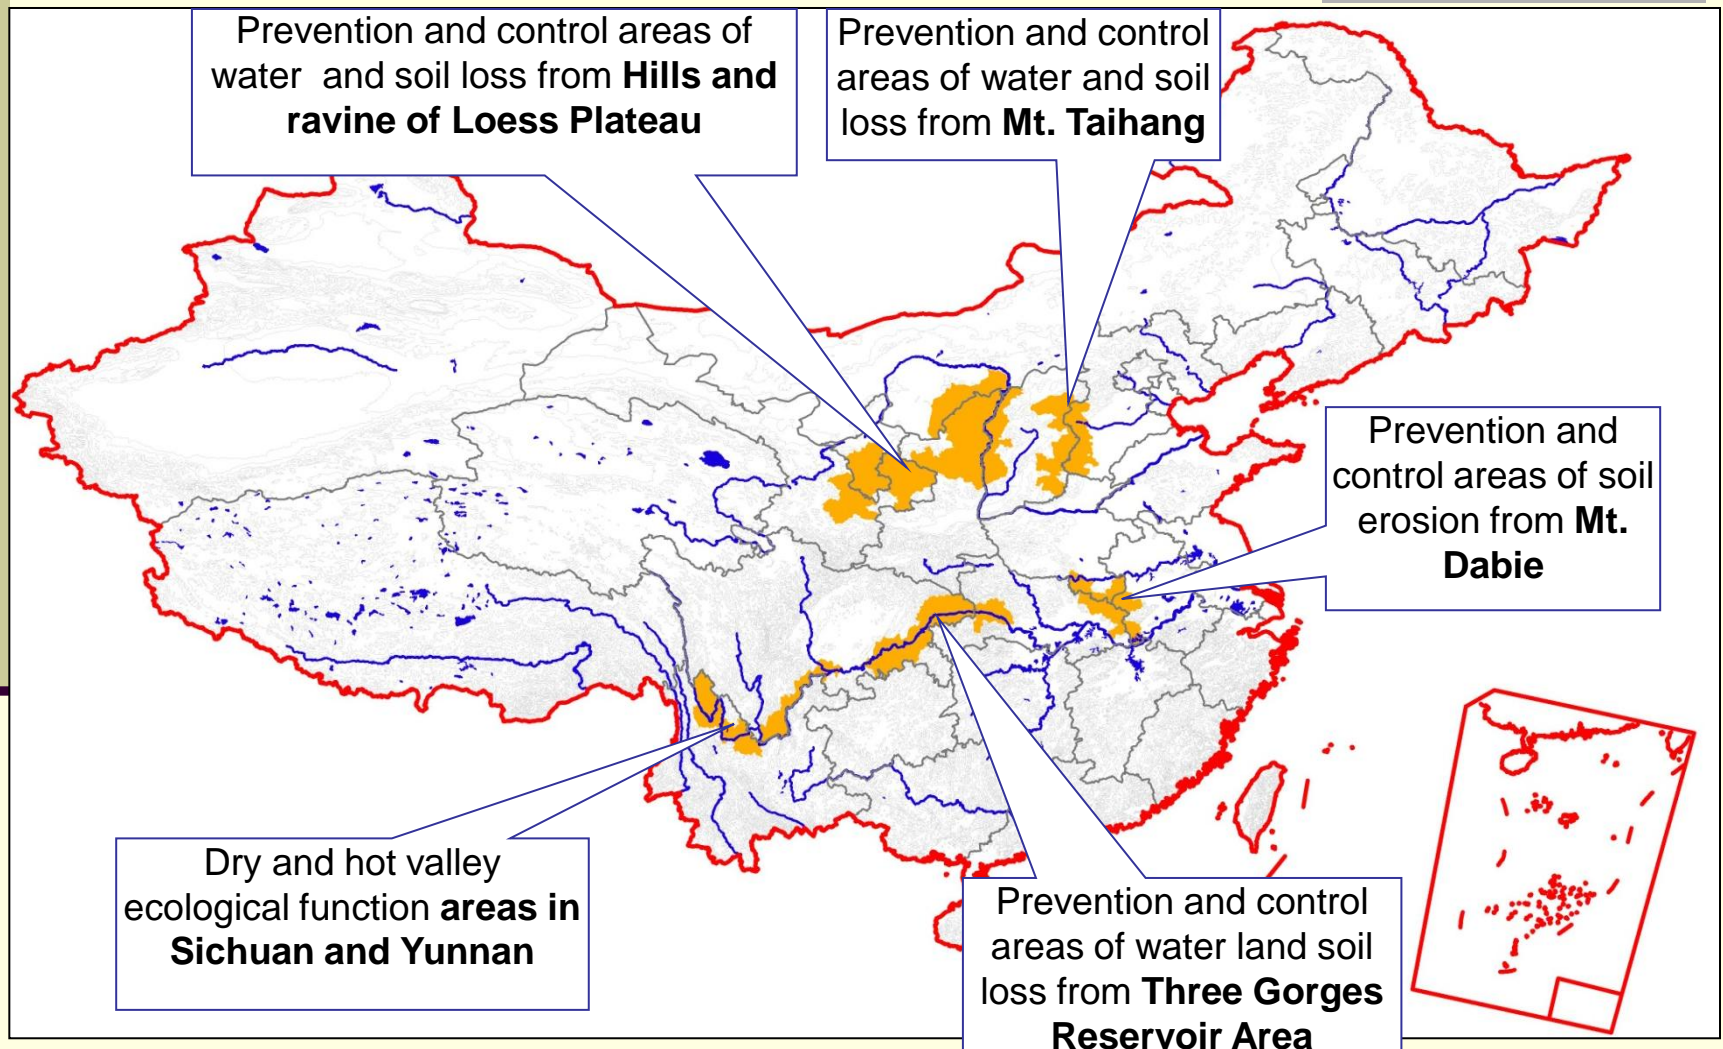 Prevention and control areas of
water and soil loss from Hills and
ravine of Loess Plateau
Prevention and control
areas of water and soil
loss from Mt. Taihang
Prevention and
control areas of soil
erosion from Mt.
Dabie
Dry and hot valley
ecological function areas in
Sichuan and Yunnan
Prevention and control
areas of water land soil
loss from Three Gorges
Reservoir Area